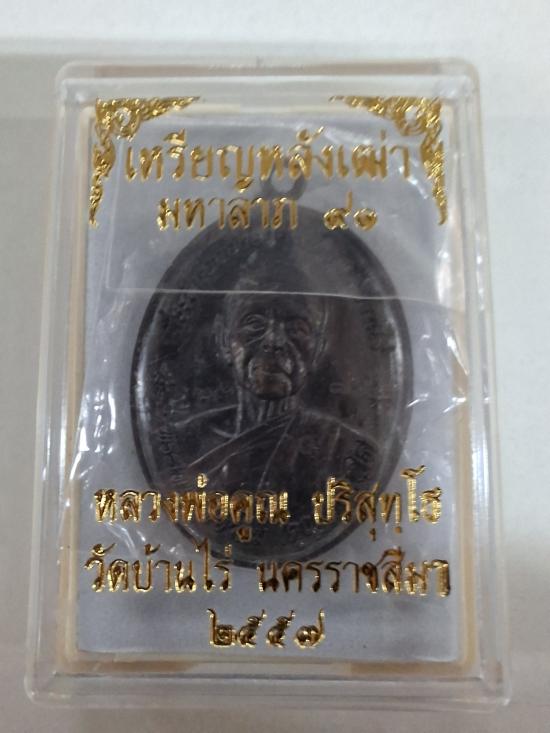 เหรียญหลังเฒ่า
มหาลาภ ๙๑
หลวงพ่อคูณ ปริสุทฺโธ
วัดบ้านไร่ นครราชสีมา
๒๕๕๗